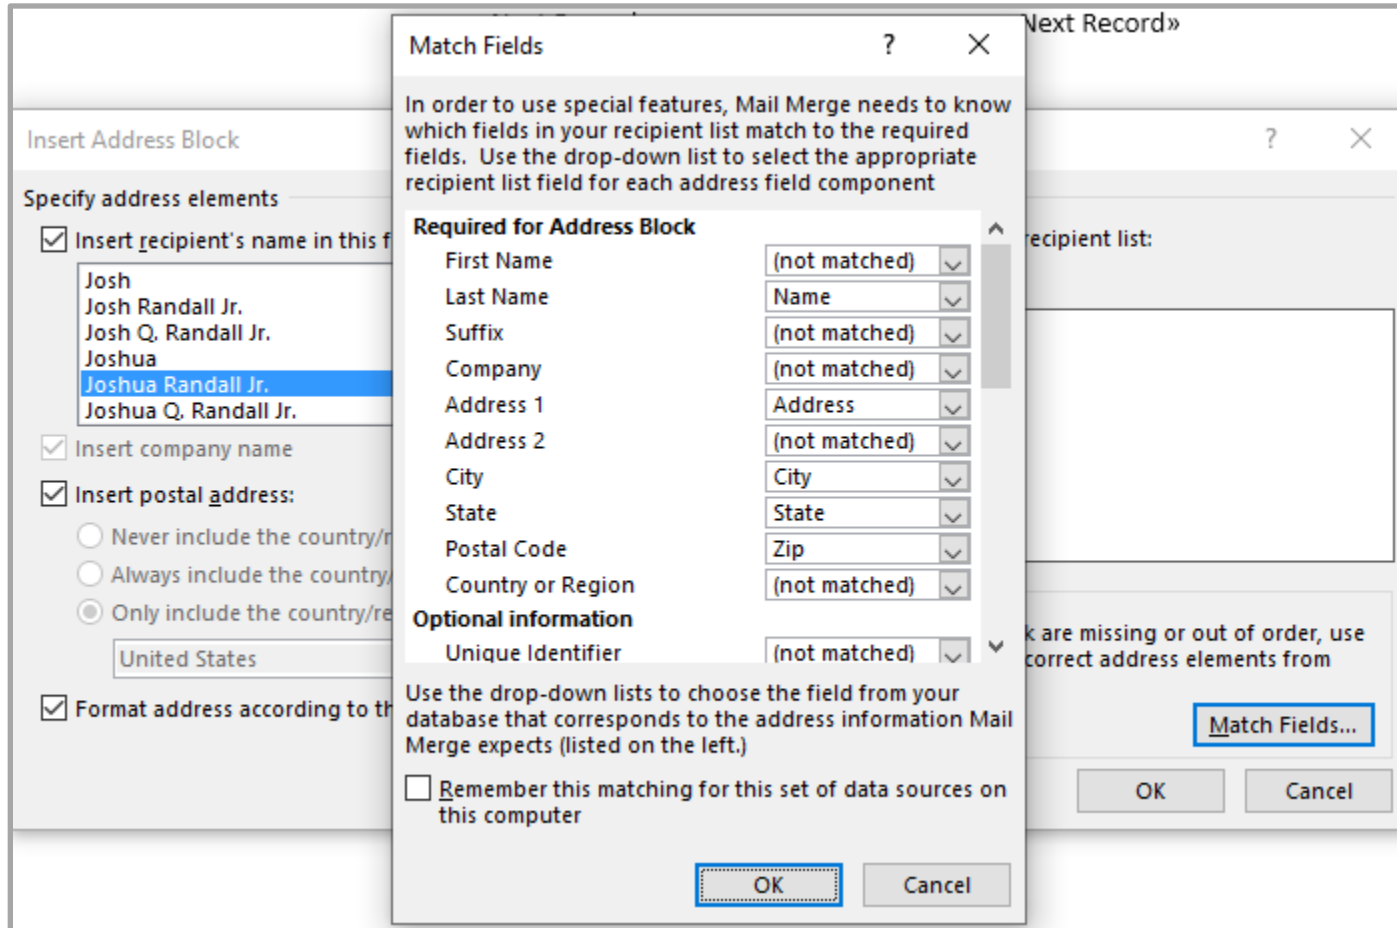 Next Record»
Match Fields
?
In order to use special features, Mail Merge needs to know
which fields in your recipient list match to the required
fields. Use the drop-down list to select the appropriate
recipient list field for each address field component
Required for Address Block
First Name (not matched)
Last Name Name
Suffix (not matched)
Company (not matched)
Address 1 Address
Address 2 (not matched)
City City
State State
Postal Code Zip
Country or Region (not matched)
Optional information
Unique Identifier (not matched)
Use the drop-down lists to choose the field from your
database that corresponds to the address information Mail
Merge expects (listed on the left.)
Remember this matching for this set of data sources on
this computer
OK Cancel
Insert Address Block
?
Specify address elements
Insert recipient's name in this f
Josh
Josh Randall Jr.
Josh Q. Randall Jr.
Joshua
Joshua Randall Jr.
Joshua Q. Randall Jr.
Insert company name
Insert postal address:
Never include the country/r
Always include the country/
Only include the country/re
United States
Format address according to th
recipient list:
k are missing or out of order, use
correct address elements from
Match Fields...
OK Cancel